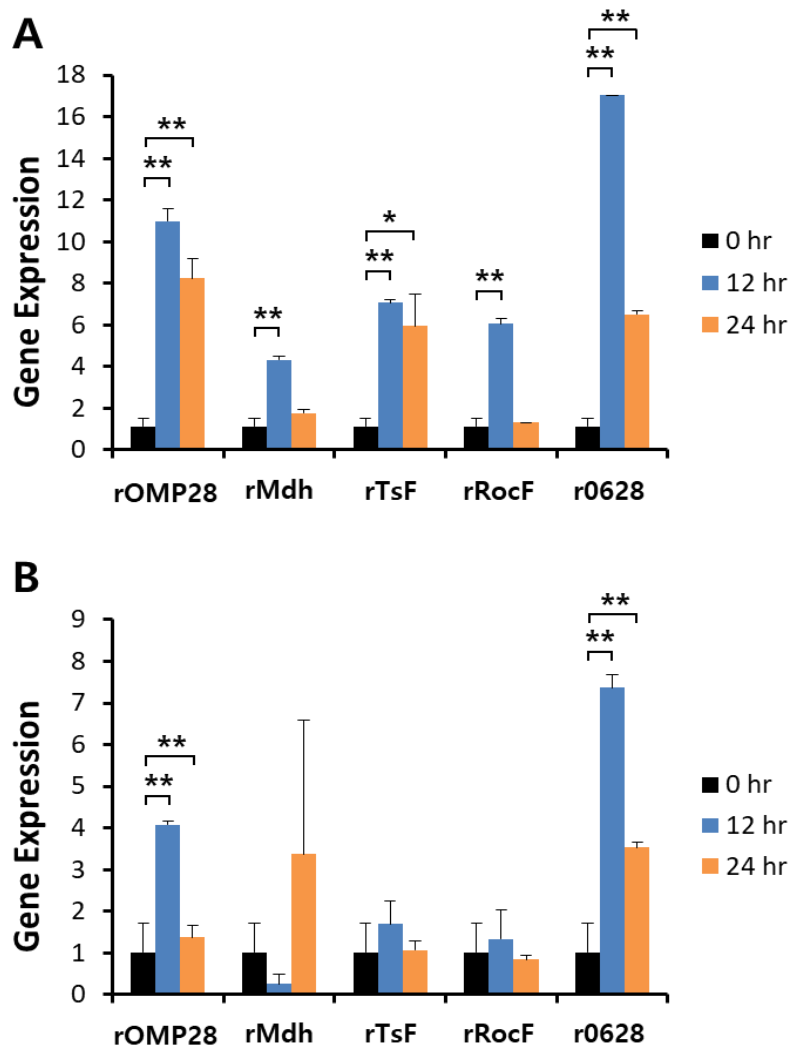 A
**
**
18
16
**
14
**
12
*
10
**
**
0 hr
8
12 hr
**
6
24 hr
4
2
0
Gene Expression
rOMP28
rMdh
rTsF
rRocF
r0628
B
9
**
8
**
7
6
**
0 hr
5
**
12 hr
4
24 hr
3
2
1
0
Gene Expression
rOMP28
rMdh
rTsF
rRocF
r0628